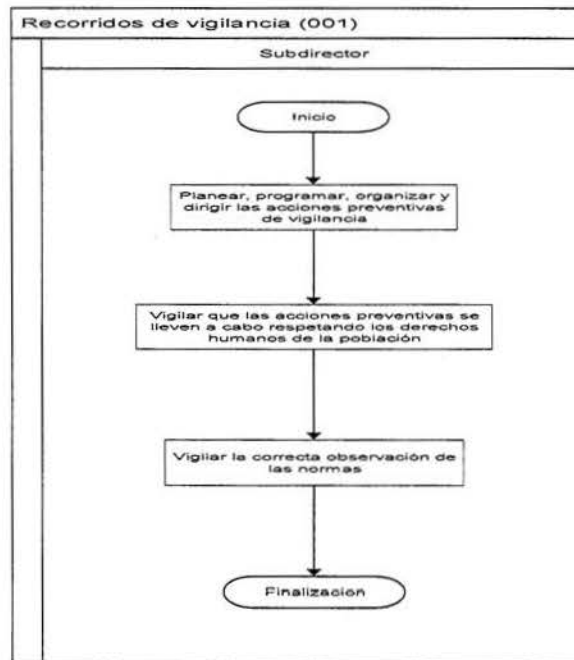 Recorridos de vigilancia (001)
Subdirector
Inicio
Planear, programar, organizar y
dirigir las acciones preventivas
de vigilancia
Vigilar que las acciones preventivas se
lleven a cabo respetando los derechos
humanos de la población
Vigilar la correcta observación de
las normas
Finalización